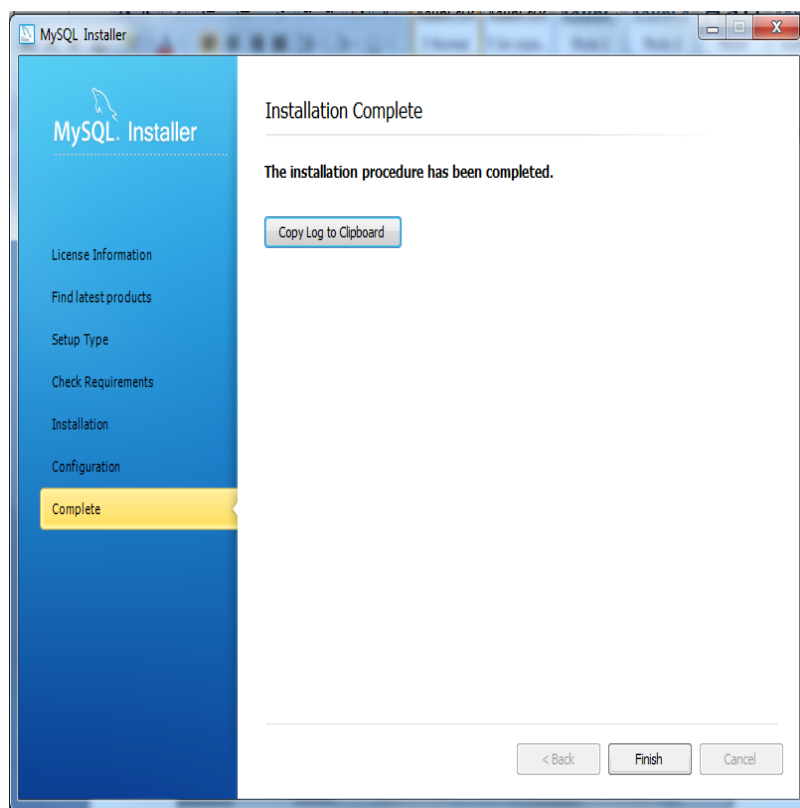 MySQL Installer
MySQL. Installer
License Information
Find latest products
Setup Type
Check Requirements
Installation
Configuration
Complete
Installation Complete
The installation procedure has been completed.
Copy Log to Clipboard
< Back
Finish
Cancel